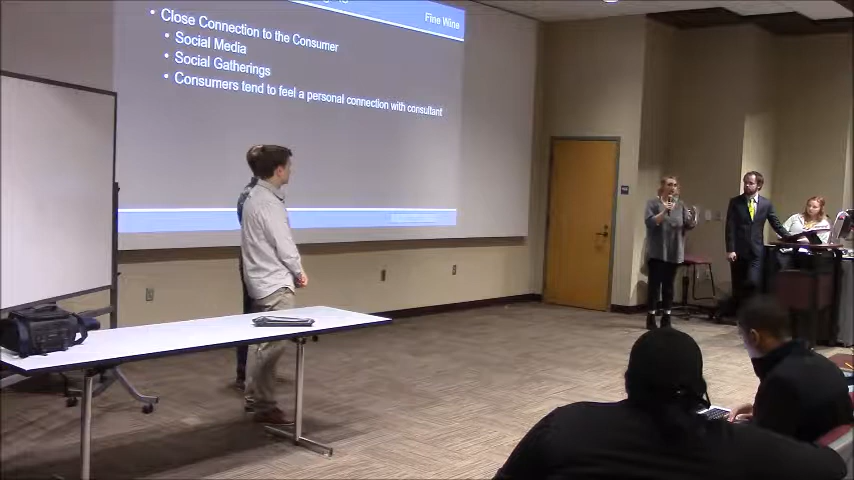 Fine Wine
• Close Connection to the Consumer
• Social Media
• Social Gatherings
• Consumers tend to feel a personal connection with consultant